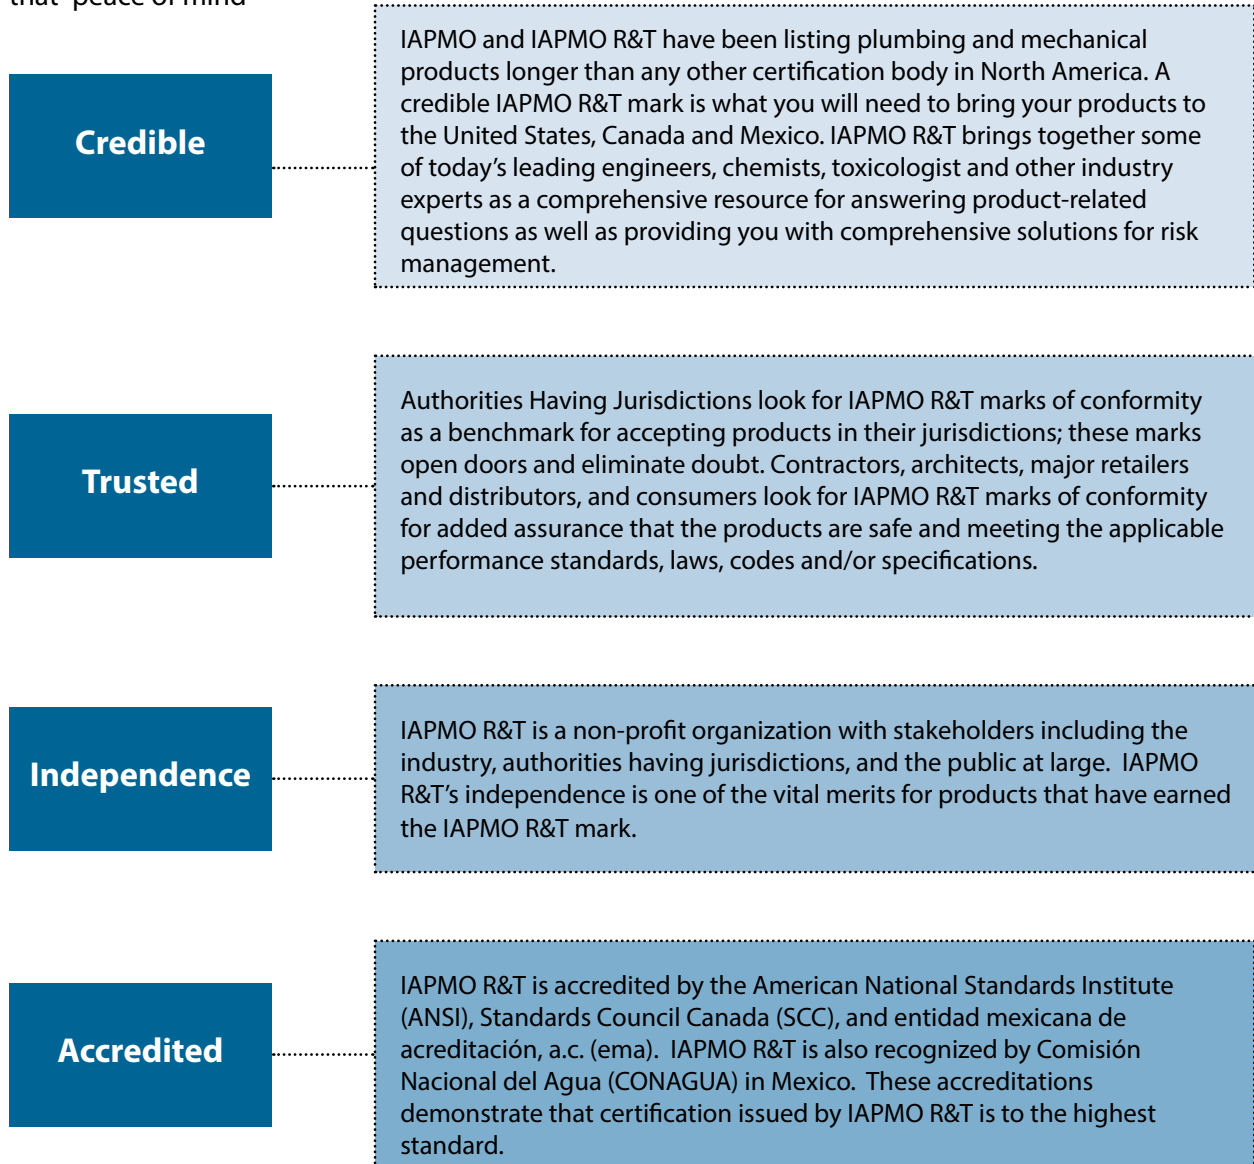 that “peace of mind”
Credible
IAPMO and IAPMO R&T have been listing plumbing and mechanical
products longer than any other certification body in North America. A
credible IAPMO R&T mark is what you will need to bring your products to
the United States, Canada and Mexico. IAPMO R&T brings together some
of today’s leading engineers, chemists, toxicologist and other industry
experts as a comprehensive resource for answering product-related
questions as well as providing you with comprehensive solutions for risk
management.
Trusted
Authorities Having Jurisdictions look for IAPMO R&T marks of conformity
as a benchmark for accepting products in their jurisdictions; these marks
open doors and eliminate doubt. Contractors, architects, major retailers
and distributors, and consumers look for IAPMO R&T marks of conformity
for added assurance that the products are safe and meeting the applicable
performance standards, laws, codes and/or specifications.
Independence
IAPMO R&T is a non-profit organization with stakeholders including the
industry, authorities having jurisdictions, and the public at large.  IAPMO
R&T’s independence is one of the vital merits for products that have earned
the IAPMO R&T mark.
Accredited
IAPMO R&T is accredited by the American National Standards Institute
(ANSI), Standards Council Canada (SCC), and entidad mexicana de
acreditación, a.c. (ema).  IAPMO R&T is also recognized by Comisión
Nacional del Agua (CONAGUA) in Mexico.  These accreditations
demonstrate that certification issued by IAPMO R&T is to the highest
standard.